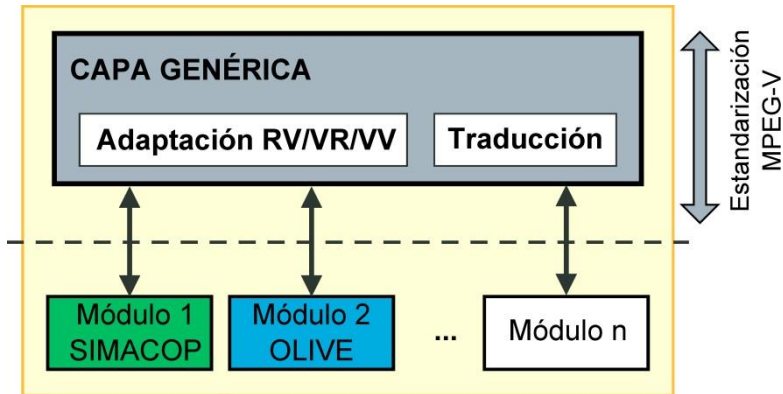 CAPA GENÉRICA
Adaptación RV/VR/VV
Traducción
Estandarización
MPEG-V
Módulo 1
SIMACOP
Módulo 2
OLIVE
...
Módulo n